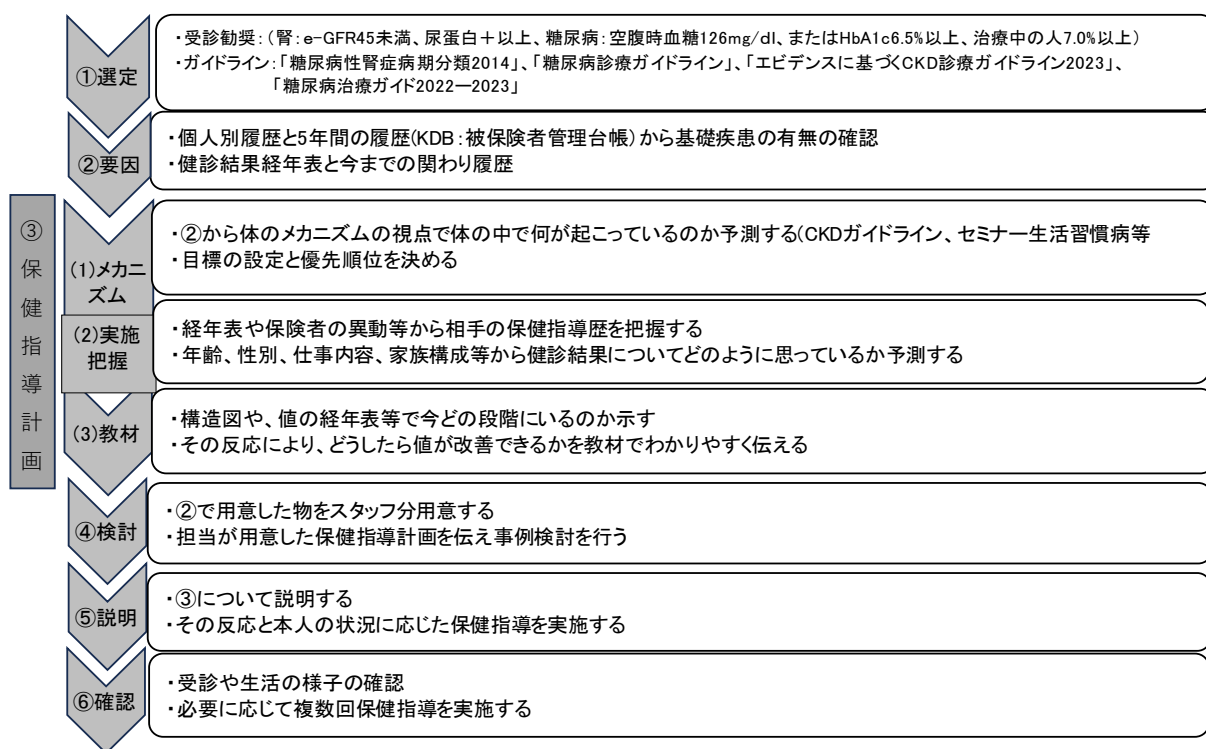 ①選定
・受診勧奨:(腎:e-GFR45未満、尿蛋白+以上、糖尿病:空腹時血糖126mg/dl、またはHbA1c6.5%以上、治療中の人7.0%以上)
・ガイドライン:「糖尿病性腎症病期分類2014」、「糖尿病診療ガイドライン」、「エビデンスに基づくCKD診療ガイドライン2023」、
「糖尿病治療ガイド2022ー2023」
②要因
・個人別履歴と5年間の履歴(KDB:被保険者管理台帳)から基礎疾患の有無の確認
・健診結果経年表と今までの関わり履歴
③保健指導計画
(1)メカニ
ズム
・②から体のメカニズムの視点で体の中で何が起こっているのか予測する(CKDガイドライン、セミナー生活習慣病等
・目標の設定と優先順位を決める
(2)実施
把握
・経年表や保険者の異動等から相手の保健指導歴を把握する
・年齢、性別、仕事内容、家族構成等から健診結果についてどのように思っているか予測する
(3)教材
・構造図や、値の経年表等で今どの段階にいるのか示す
・その反応により、どうしたら値が改善できるかを教材でわかりやすく伝える
④検討
・②で用意した物をスタッフ分用意する
・担当が用意した保健指導計画を伝え事例検討を行う
⑤説明
・③について説明する
・その反応と本人の状況に応じた保健指導を実施する
⑥確認
・受診や生活の様子の確認
・必要に応じて複数回保健指導を実施する